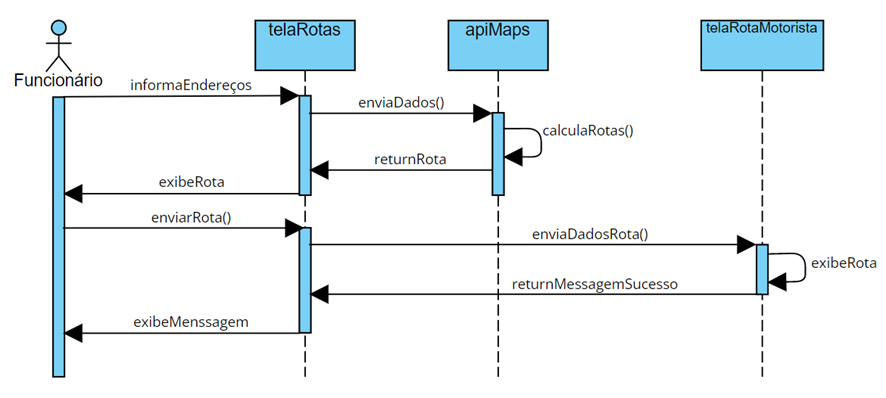 telaRotas
apiMaps
telaRotaMotorista
Funcionário
informaEndereços
enviaDados()
calculaRotas()
returnRota
exibeRota
enviarRota()
enviaDadosRota()
exibeRota
returnMessagemSucesso
exibeMenssagem